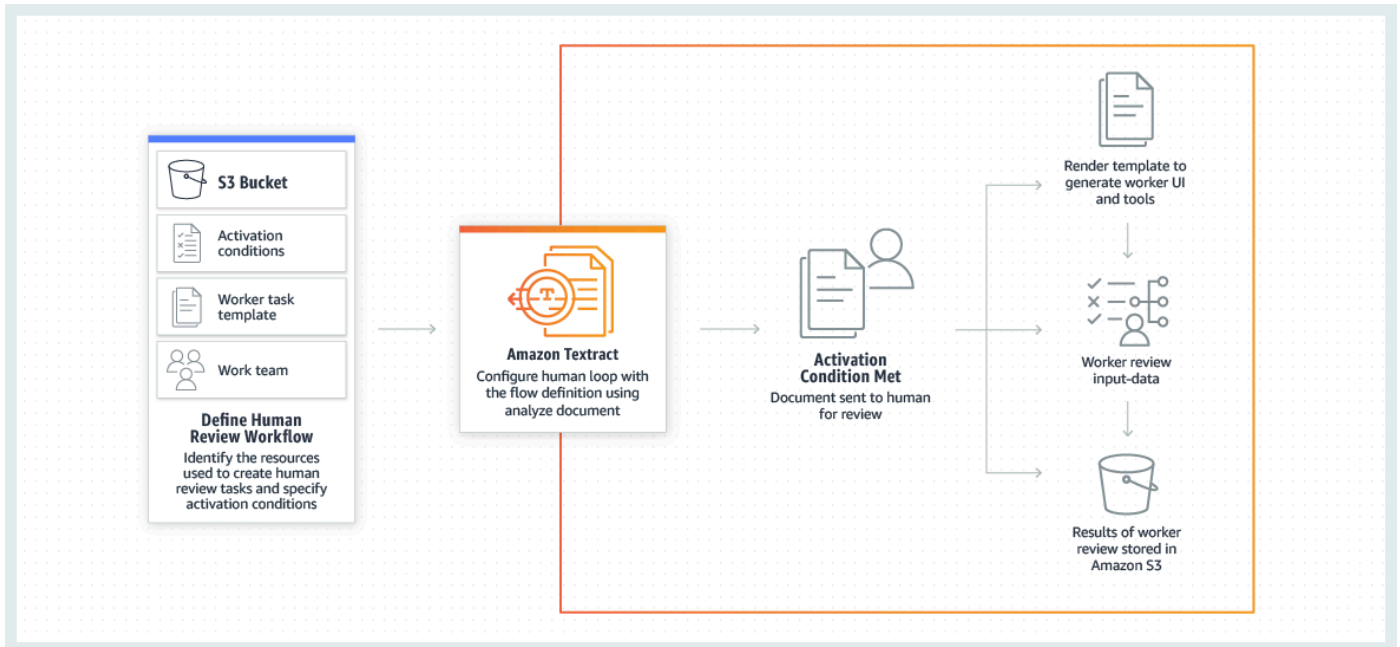 S3 Bucket
Activation
conditions
Worker task
template
Work team
Define Human
Review Workflow
Identify the resources
used to create human
review tasks and specify
activation conditions
T
Amazon Textract
Configure human loop with
the flow definition using
analyze document
Activation
Condition Met
Document sent to human
for review
Render template to
generate worker UI
and tools
Worker review
input-data
Results of worker
review stored in
Amazon S3